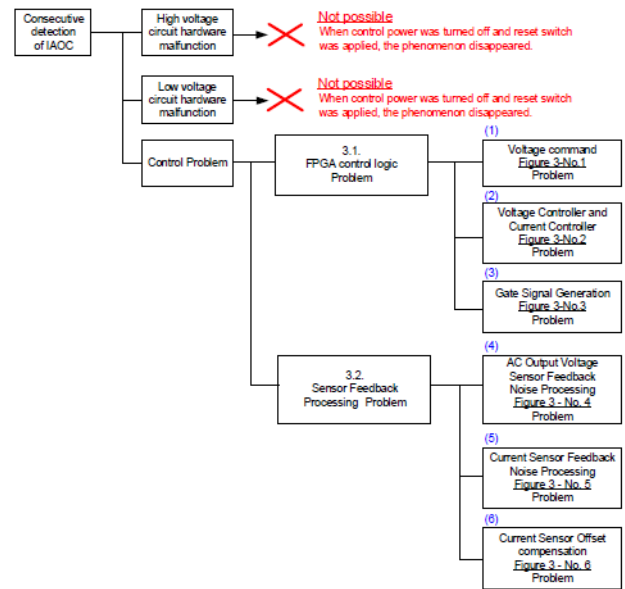 Consecutive
detection
of IAOC
High voltage
circuit hardware
malfunction
Not possible
When control power was turned off and reset switch
was applied, the phenomenon disappeared.
Low voltage
circuit hardware
malfunction
Not possible
When control power was turned off and reset switch
was applied, the phenomenon disappeared.
Control Problem
3.1.
FPGA control logic
Problem
(1)
Voltage command
Figure 3-No.1
Problem
(2)
Voltage Controller and
Current Controller
Figure 3-No.2
Problem
(3)
Gate Signal Generation
Figure 3-No.3
Problem
3.2.
Sensor Feedback
Processing Problem
(4)
AC Output Voltage
Sensor Feedback
Noise Processing
Figure 3 - No. 4
Problem
(5)
Current Sensor Feedback
Noise Processing
Figure 3 - No. 5
Problem
(6)
Current Sensor Offset
compensation
Figure 3 - No. 6
Problem